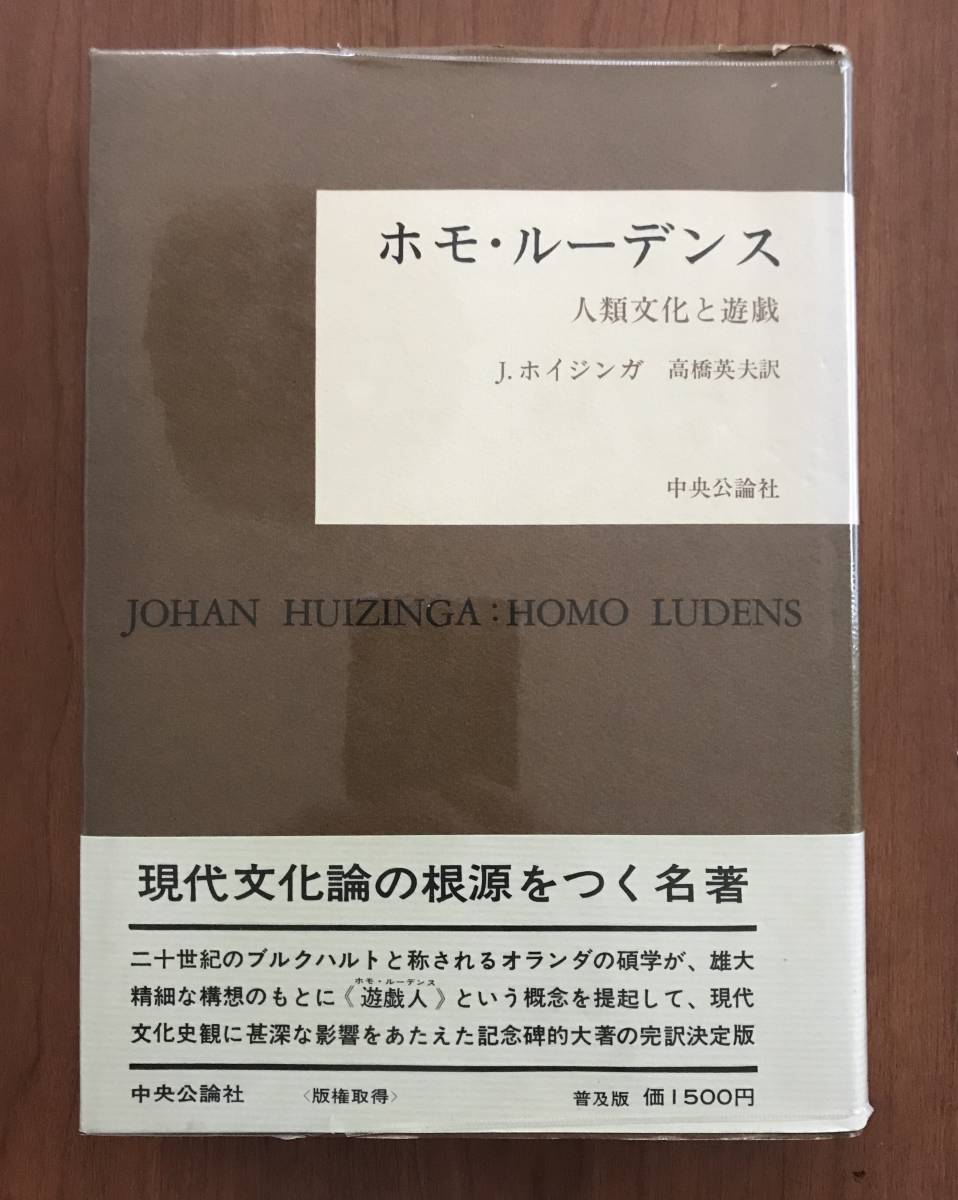 ホモ・ルーデンス
人類文化と遊戯
J. ホイジンガ 高橋英夫訳
中央公論社
JOHAN HUIZINGA : HOMO LUDENS
現代文化論の根源をつく名著
二十世紀のブルクハルトと称されるオランダの碩学が、雄大
ホモ・ルーデンス
精細な構想のもとに《遊戯人》という概念を提起して、現代
文化史観に甚深な影響をあたえた記念碑的大著の完訳決定版
中央公論社 〈版権取得〉 普及版 価1500円